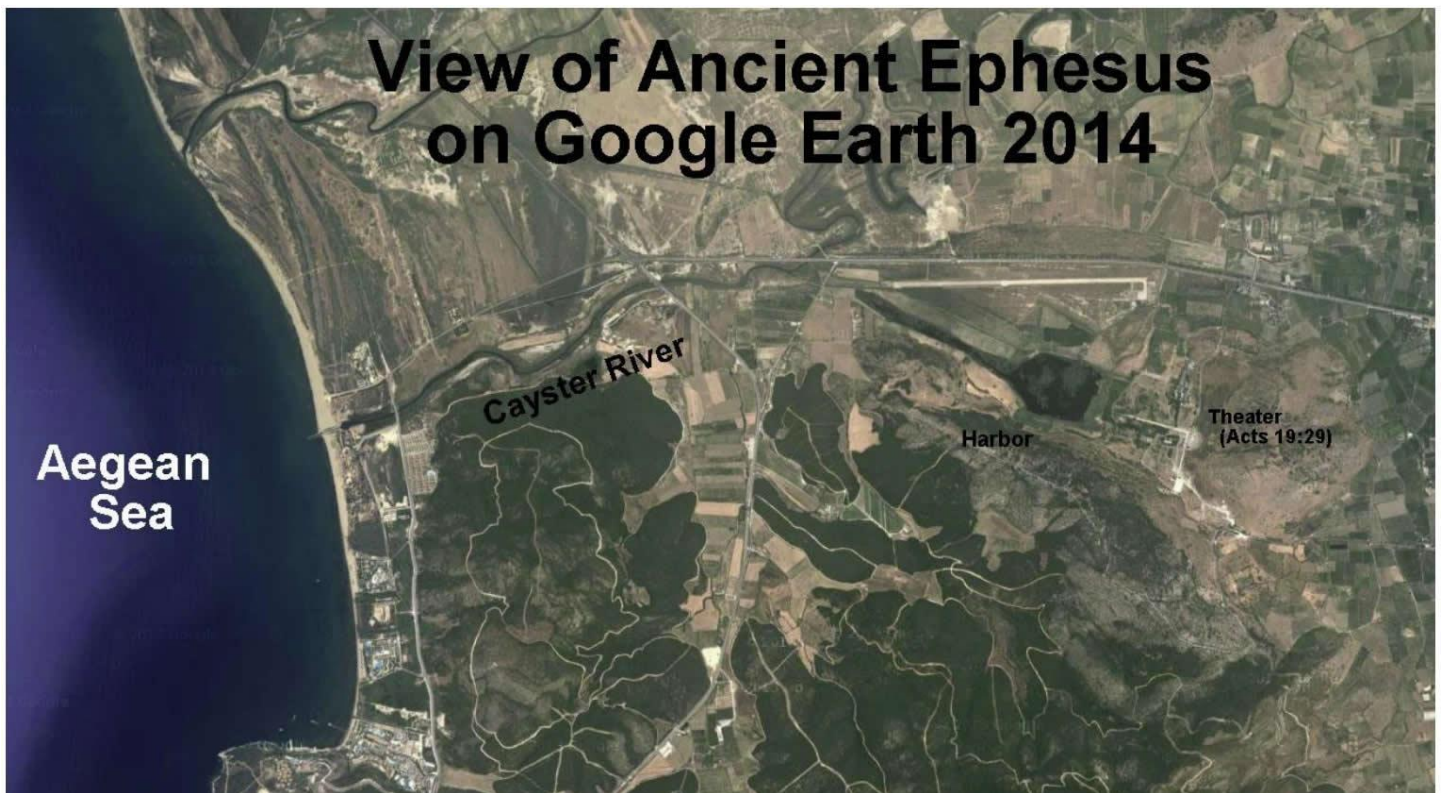 View of Ancient Ephesus
on Google Earth 2014
Cayster River
Theater
(Acts 19:29)
Harbor
Aegean
Sea